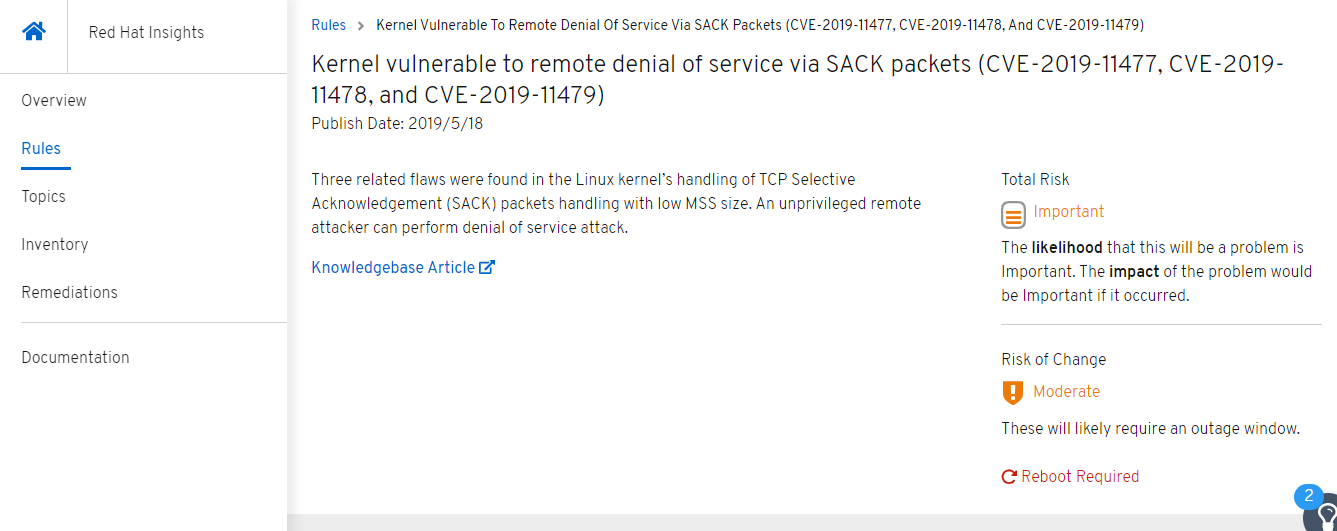 Red Hat Insights
Overview
Rules
Topics
Inventory
Remediations
Documentation
Rules > Kernel Vulnerable To Remote Denial Of Service Via SACK Packets (CVE-2019-11477, CVE-2019-11478, And CVE-2019-11479)
Kernel vulnerable to remote denial of service via SACK packets (CVE-2019-11477, CVE-2019-
11478, and CVE-2019-11479)
Publish Date: 2019/5/18
Three related flaws were found in the Linux kernel's handling of TCP Selective
Acknowledgement (SACK) packets handling with low MSS size. An unprivileged remote
attacker can perform denial of service attack.
Knowledgebase Article
Total Risk
Important
The likelihood that this will be a problem is
Important. The impact of the problem would
be Important if it occurred.
Risk of Change
Moderate
These will likely require an outage window.
Reboot Required
2